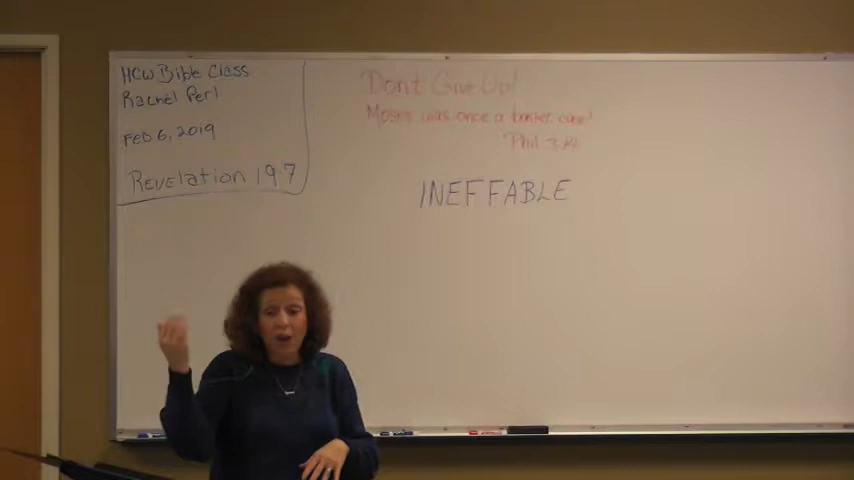 HCW Bible Class
Rachel Perl
Feb 6, 2019
Revelation 19:7
Don't Give Up!
Moses was once a basket case!
Phil 3:14
INEFFABLE